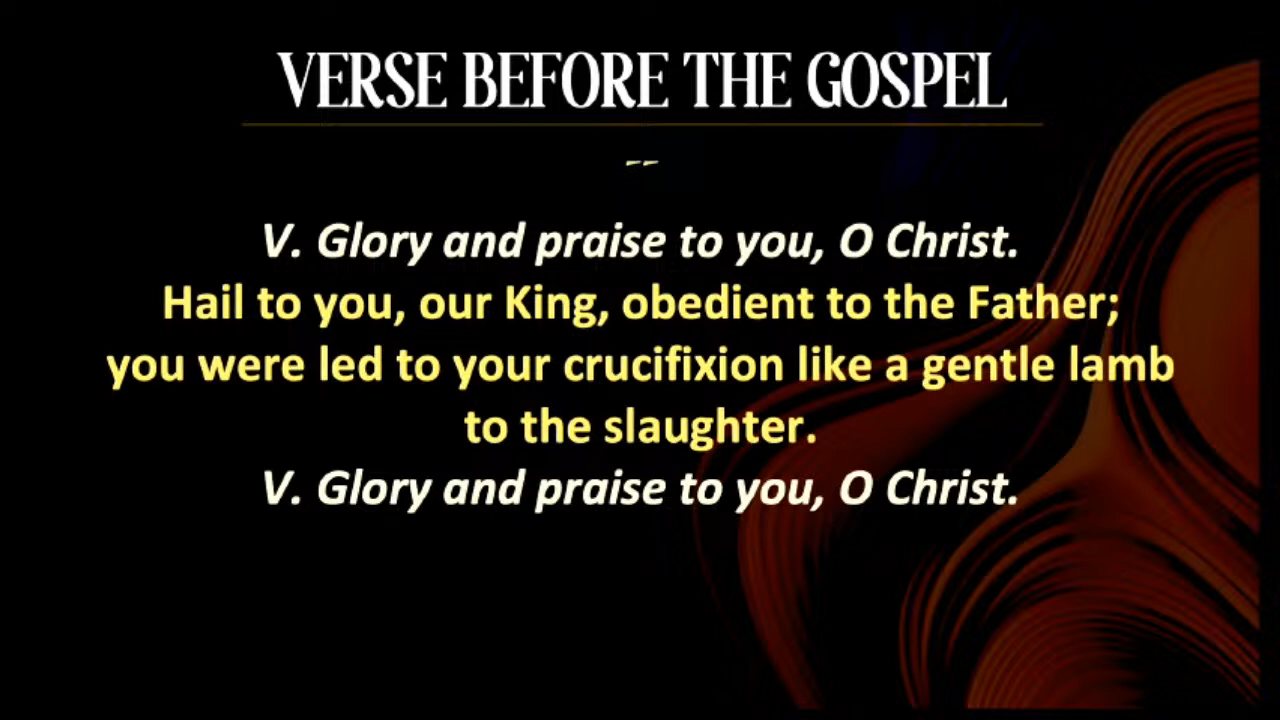 VERSE BEFORE THE GOSPEL
--
V. Glory and praise to you, O Christ.
Hail to you, our King, obedient to the Father;
you were led to your crucifixion like a gentle lamb
to the slaughter.
V. Glory and praise to you, O Christ.